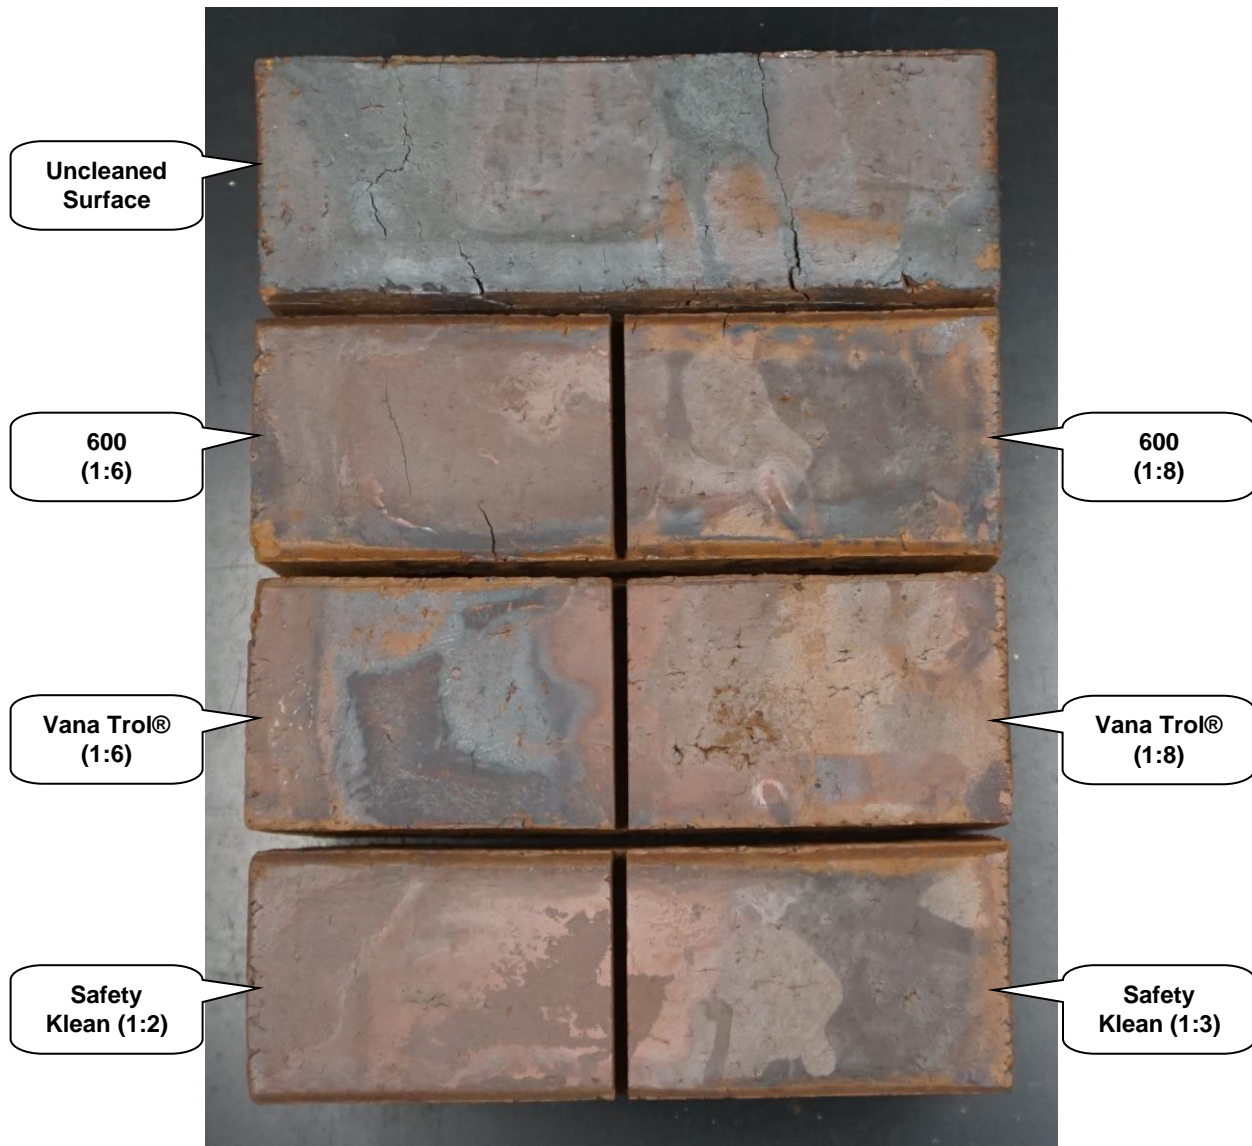 Uncleaned
Surface
600
(1:6)
600
(1:8)
Vana Trol®
(1:6)
Vana Trol®
(1:8)
Safety
Klean (1:2)
Safety
Klean (1:3)